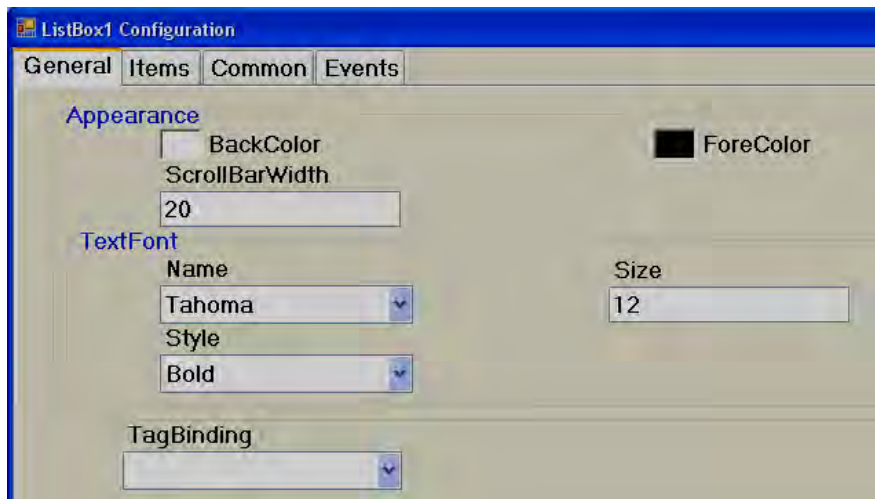 ListBox1 Configuration
General Items Common Events
Appearance
BackColor ForeColor
ScrollBarWidth
20
TextFont
Name Size
Tahoma 12
Style
Bold
TagBinding